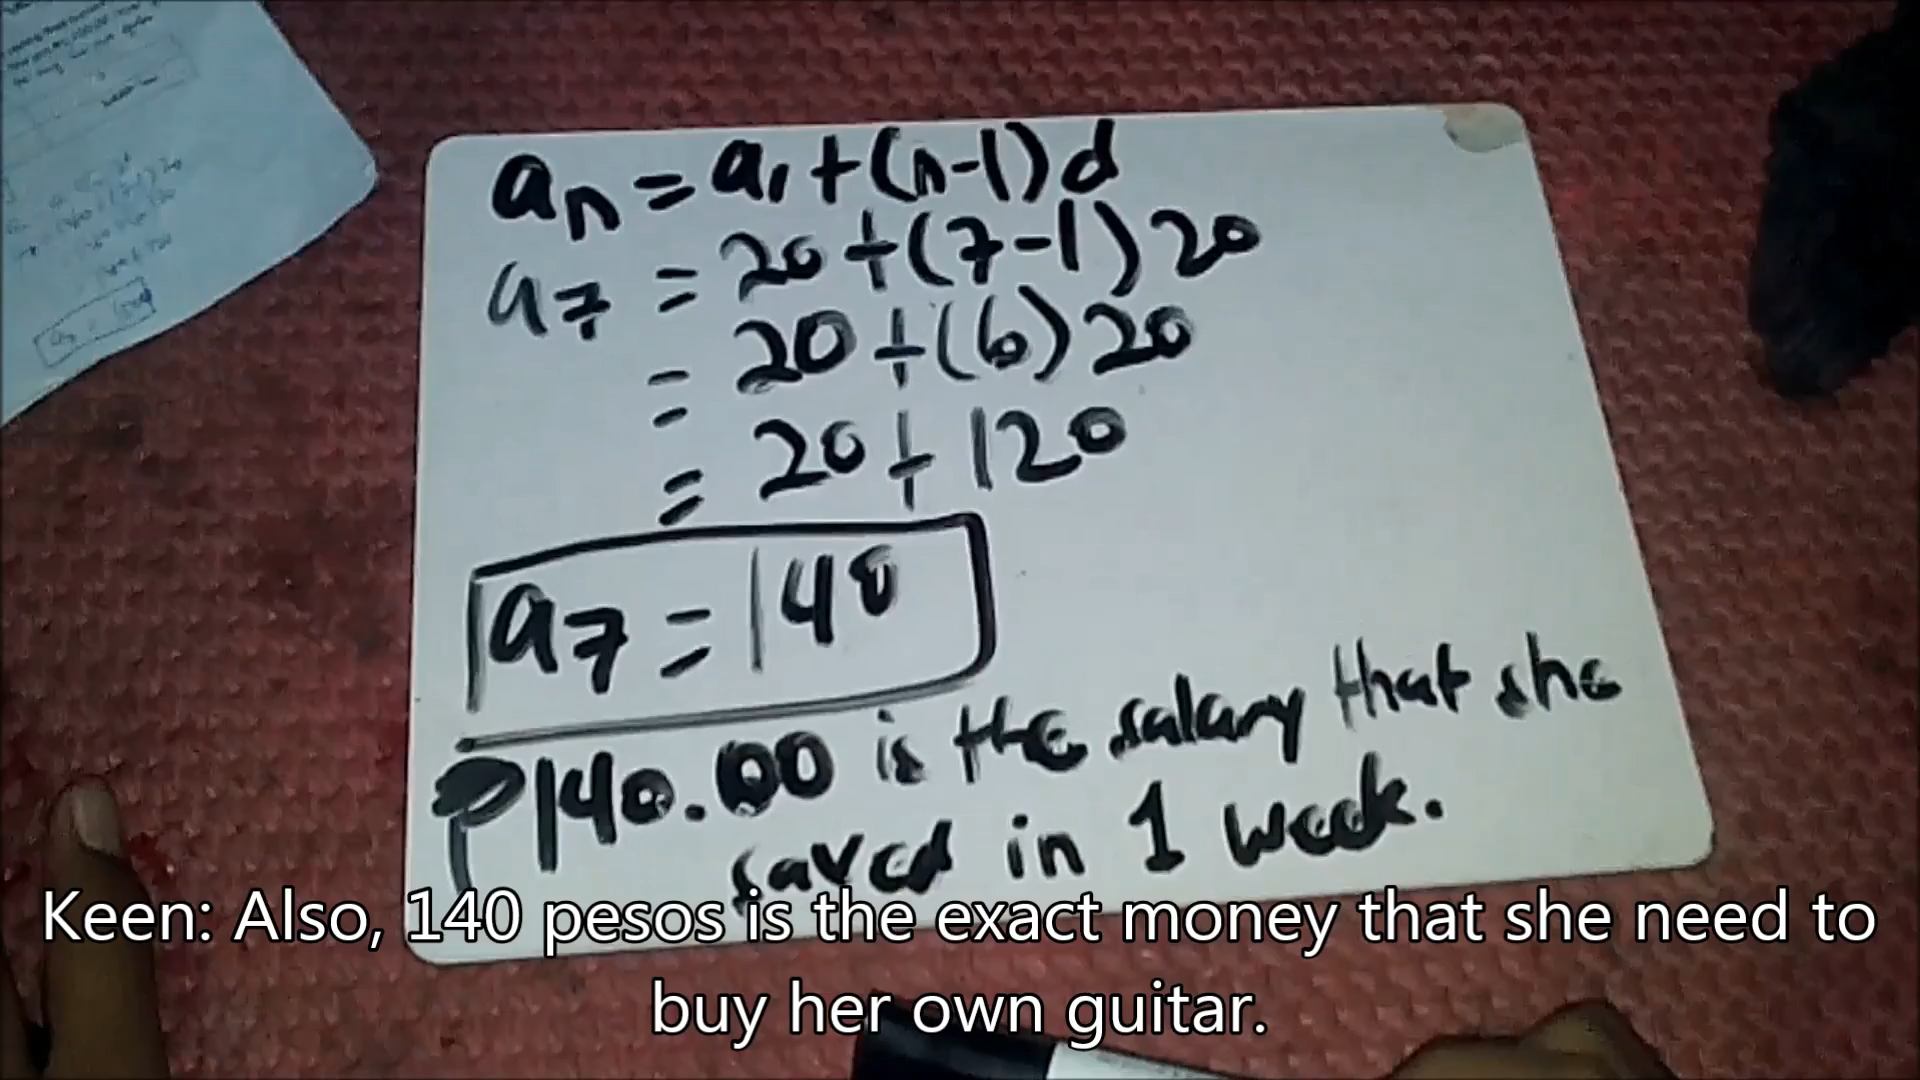 an = a1 + (n-1)d
a7 = 20 + (7-1)20
= 20 + (6)20
= 20 + 120
a7 = 140
₱140.00 is the salary that she
saved in 1 week.
Keen: Also, 140 pesos is the exact money that she need to
buy her own guitar.